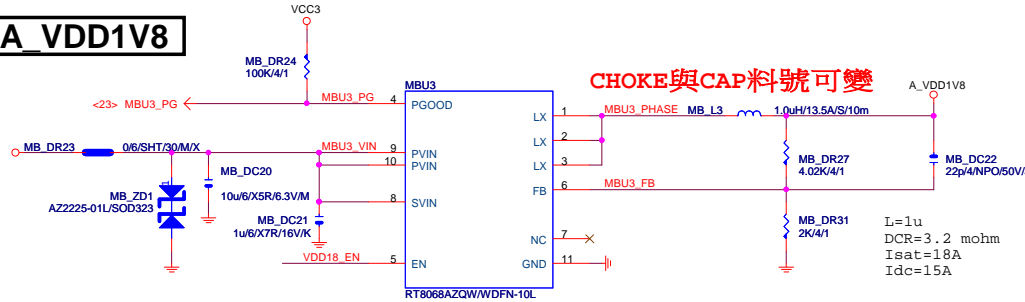 A_VDD1V8
VCC3
MB_DR24
100K/4/1
<23> MBU3_PG
MBU3_PG
MBU3
4 PGOOD
9 PVIN
10 PVIN
8 SVIN
5 EN
LX 1
LX 2
LX 3
FB 6
NC 7
GND 11
RT8068AZQW/WDFN-10L
MB_DR23
0/6/SHT/30/M/X
MBU3_VIN
1
MB_ZD1
AZ2225-01L/SOD323
MB_DC20
10u/6/X5R/6.3V/M
MB_DC21
1u/6/X7R/16V/K
VDD18_EN
CHOKE與CAP料號可變
MBU3_PHASE
MB_L3
1.0uH/13.5A/S/10m
A_VDD1V8
MB_DR27
4.02K/4/1
MB_DC22
22p/4/NPO/50V/
MBU3_FB
MB_DR31
2K/4/1
L=1u
DCR=3.2 mohm
Isat=18A
Idc=15A